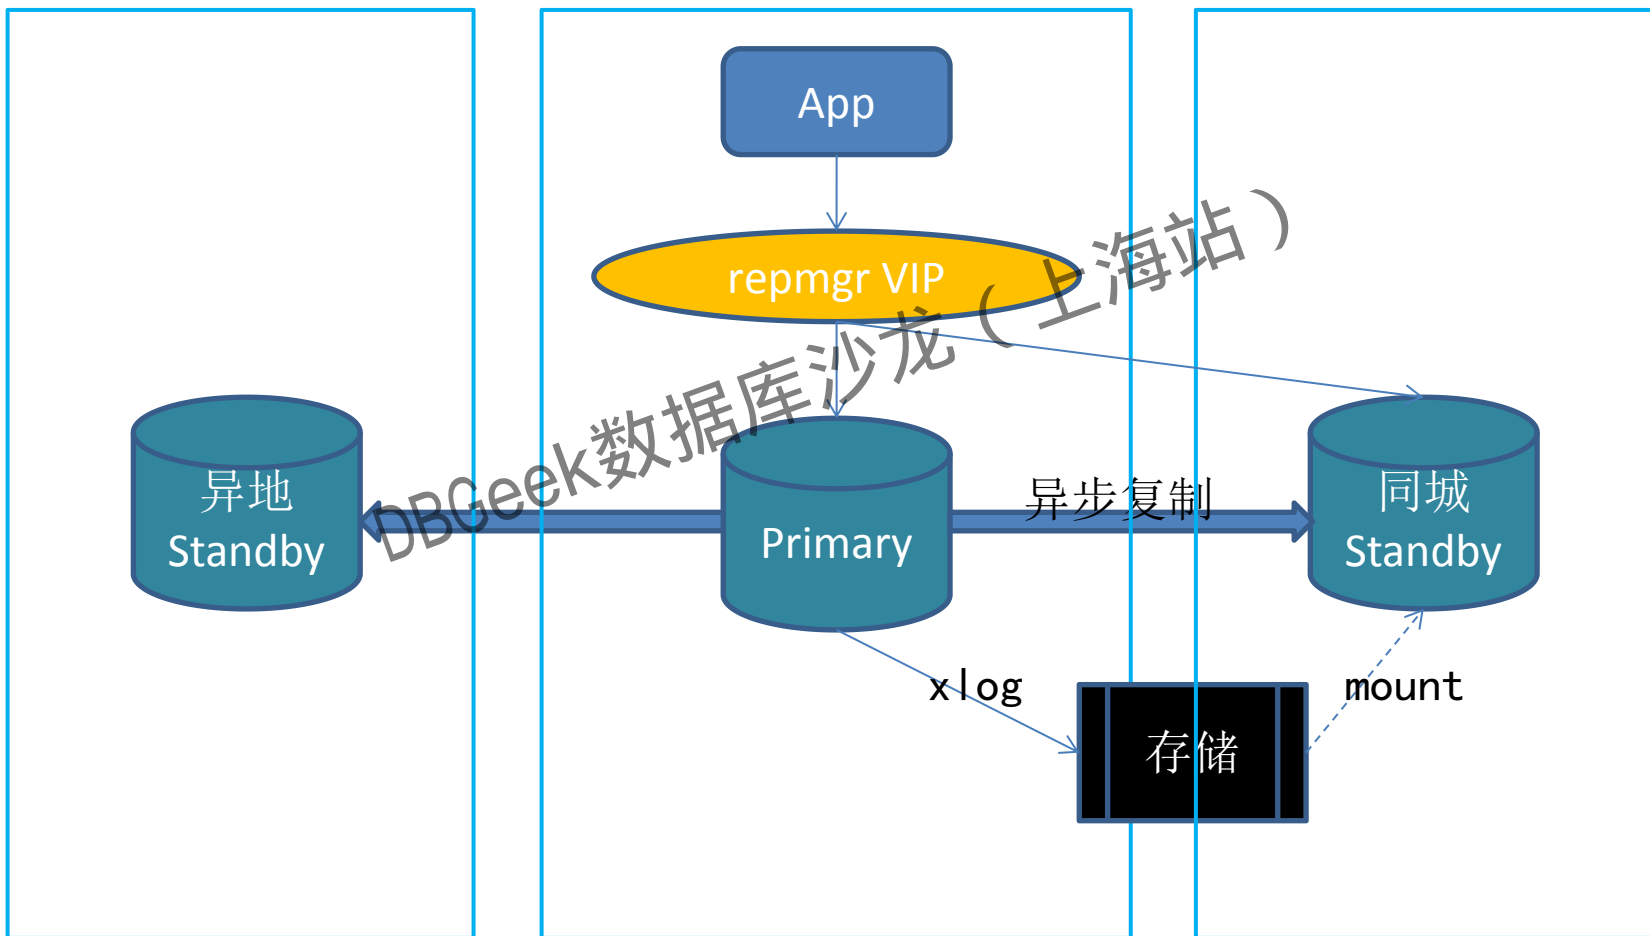 App
repmgr VIP
DBGeek数据库沙龙（上海站）
异地
Standby
Primary
异步复制
同城
Standby
xlog
mount
存储